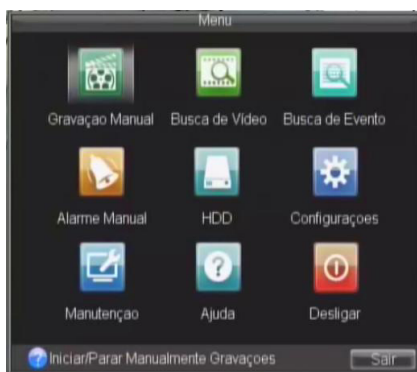 Menu
Gravaçao Manual
Busca de Vídeo
Busca de Evento
Alarme Manual
HDD
Configuraçoes
Manutençao
Ajuda
Desligar
Iniciar/Parar Manualmente Gravaçoes
Sair